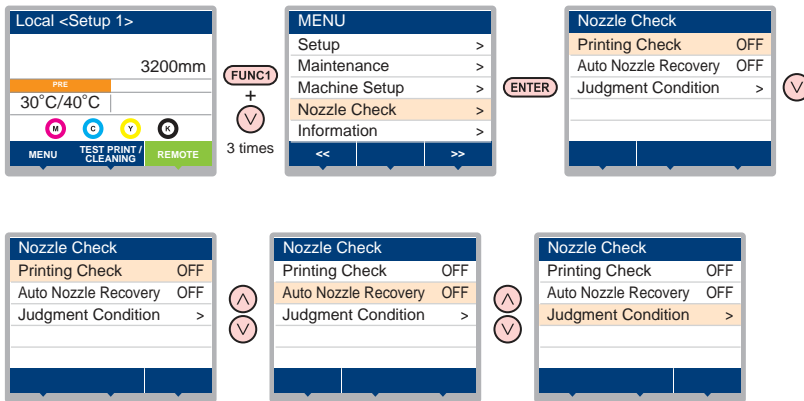 Local <Setup 1>
3200mm
PRE
30˚C/40˚C
M C Y K
MENU TEST PRINT / CLEANING REMOTE
FUNC1
+
3 times
MENU
Setup >
Maintenance >
Machine Setup >
Nozzle Check >
Information >
<< >>
ENTER
Nozzle Check
Printing Check OFF
Auto Nozzle Recovery OFF
Judgment Condition >
Nozzle Check
Printing Check OFF
Auto Nozzle Recovery OFF
Judgment Condition >
Nozzle Check
Printing Check OFF
Auto Nozzle Recovery OFF
Judgment Condition >
Nozzle Check
Printing Check OFF
Auto Nozzle Recovery OFF
Judgment Condition >